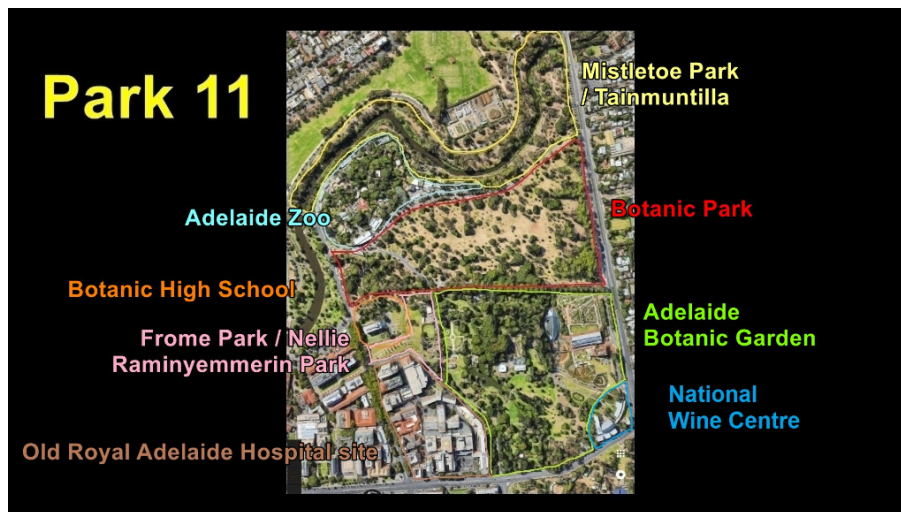 Park 11
Mistletoe Park
/ Tainmuntilla
Adelaide Zoo
Botanic Park
Botanic High School
Adelaide
Botanic Garden
Frome Park / Nellie
Raminyemmerin Park
National
Wine Centre
Old Royal Adelaide Hospital site